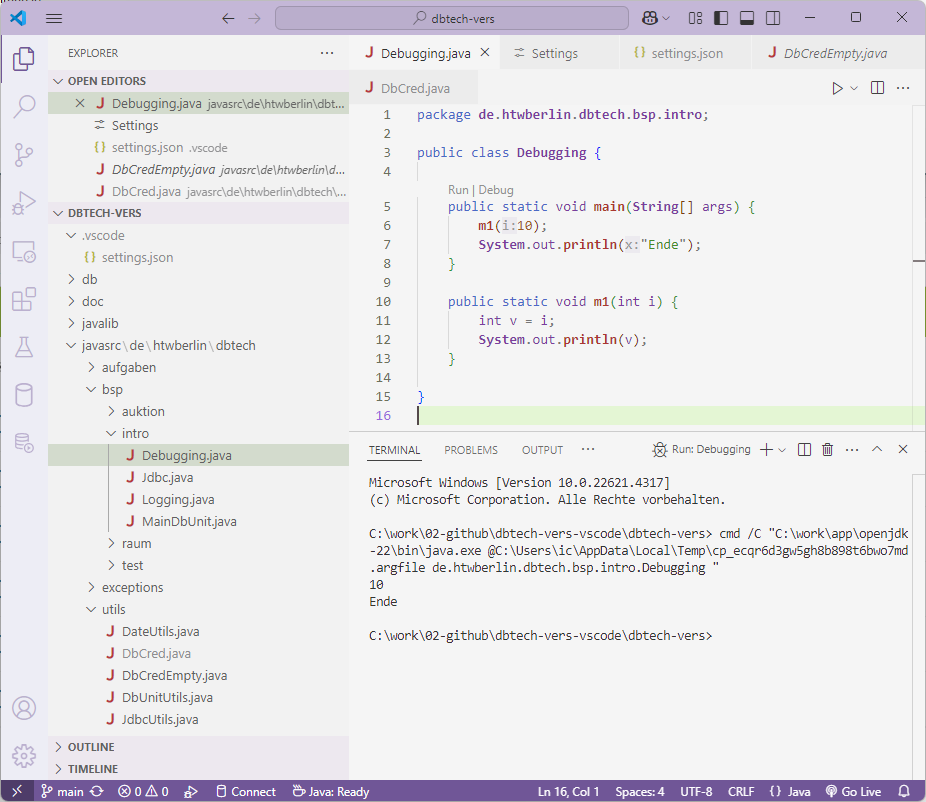 dbtech-vers
EXPLORER
OPEN EDITORS
Debugging.java javasrc\de\htwberlin\dbt...
Settings
{} settings.json .vscode
DbCredEmpty.java javasrc\de\htwberlin\d...
DbCred.java javasrc\de\htwberlin\dbtech\...
DBTECH-VERS
.vscode
{} settings.json
db
doc
javalib
javasrc\de\htwberlin\dbtech
aufgaben
bsp
auktion
intro
Debugging.java
Jdbc.java
Logging.java
MainDbUnit.java
raum
test
exceptions
utils
DateUtils.java
DbCred.java
DbCredEmpty.java
DbUnitUtils.java
JdbcUtils.java
OUTLINE
TIMELINE
Debugging.java
Settings
{} settings.json
DbCredEmpty.java
DbCred.java
1 package de.htwberlin.dbtech.bsp.intro;
2
3 public class Debugging {
4
Run | Debug
5 public static void main(String[] args) {
6 m1(i:10);
7 System.out.println(x:"Ende");
8 }
9
10 public static void m1(int i) {
11 int v = i;
12 System.out.println(v);
13 }
14
15 }
16
TERMINAL PROBLEMS OUTPUT ··· Run: Debugging
Microsoft Windows [Version 10.0.22621.4317]
(c) Microsoft Corporation. Alle Rechte vorbehalten.
C:\work\02-github\dbtech-vers-vscode\dbtech-vers> cmd /C "C:\work\app\openjdk
-22\bin\java.exe @C:\Users\ic\AppData\Local\Temp\cp_ecqr6d3gw5gh8b898t6bwo7md
.argfile de.htwberlin.dbtech.bsp.intro.Debugging "
10
Ende
C:\work\02-github\dbtech-vers-vscode\dbtech-vers>
main 0 0 Connect Java: Ready Ln 16, Col 1 Spaces: 4 UTF-8 CRLF {} Java Go Live